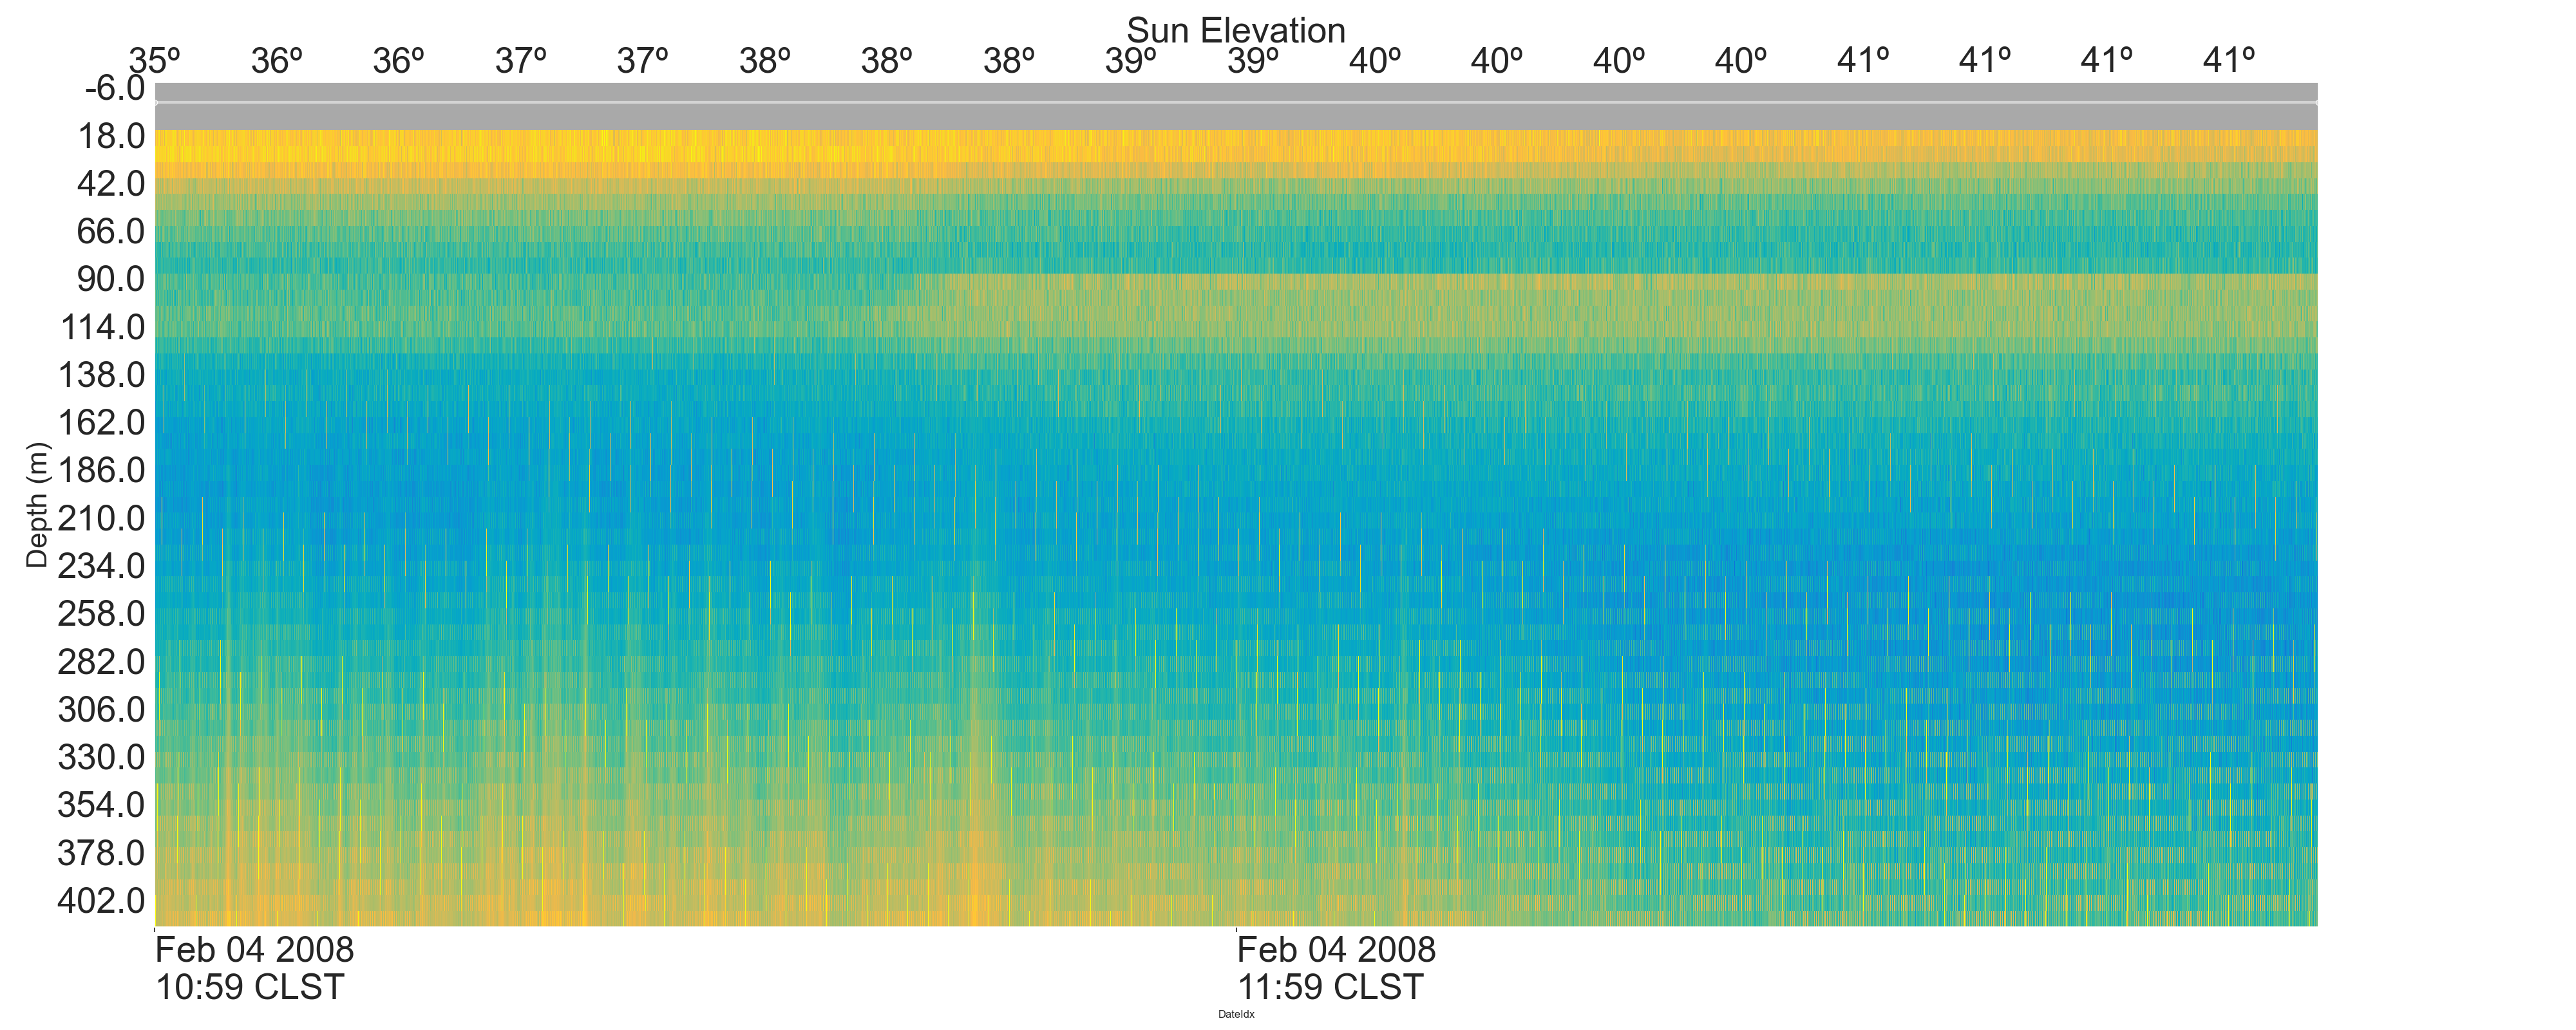 Sun Elevation
35º 36º 36º 37º 37º 38º 38º 38º 39º 39º 40º 40º 40º 40º 41º 41º 41º 41º
-6.0
18.0
42.0
66.0
90.0
114.0
138.0
162.0
186.0
210.0
234.0
258.0
282.0
306.0
330.0
354.0
378.0
402.0
Depth (m)
Feb 04 2008
10:59 CLST
Feb 04 2008
11:59 CLST
DateIdx